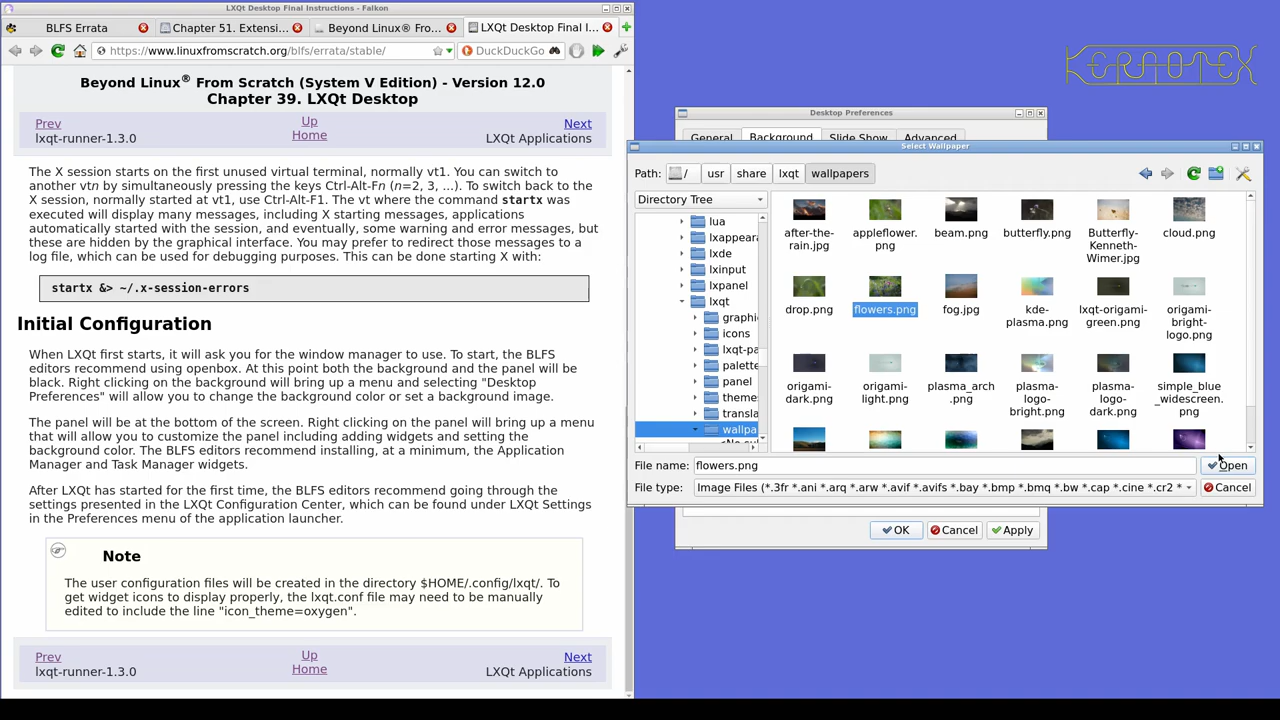 LXQt Desktop Final Instructions - Falkon
BLFS Errata
Chapter 51. Extensi...
Beyond Linux® Fro...
LXQt Desktop Final I...
https://www.linuxfromscratch.org/blfs/errata/stable/
DuckDuckGo
Beyond Linux® From Scratch (System V Edition) - Version 12.0
Chapter 39. LXQt Desktop
Prev
Up
Next
lxqt-runner-1.3.0
Home
LXQt Applications
The X session starts on the first unused virtual terminal, normally vt1. You can switch to
another vtn by simultaneously pressing the keys Ctrl-Alt-Fn (n=2, 3, ...). To switch back to the
X session, normally started at vt1, use Ctrl-Alt-F1. The vt where the command startx was
executed will display many messages, including X starting messages, applications
automatically started with the session, and eventually, some warning and error messages, but
these are hidden by the graphical interface. You may prefer to redirect those messages to a
log file, which can be used for debugging purposes. This can be done starting X with:
startx &> ~/.x-session-errors
Initial Configuration
When LXQt first starts, it will ask you for the window manager to use. To start, the BLFS
editors recommend using openbox. At this point both the background and the panel will be
black. Right clicking on the background will bring up a menu and selecting "Desktop
Preferences" will allow you to change the background color or set a background image.
The panel will be at the bottom of the screen. Right clicking on the panel will bring up a menu
that will allow you to customize the panel including adding widgets and setting the
background color. The BLFS editors recommend installing, at a minimum, the Application
Manager and Task Manager widgets.
After LXQt has started for the first time, the BLFS editors recommend going through the
settings presented in the LXQt Configuration Center, which can be found under LXQt Settings
in the Preferences menu of the application launcher.
Note
The user configuration files will be created in the directory $HOME/.config/lxqt/. To
get widget icons to display properly, the lxqt.conf file may need to be manually
edited to include the line "icon_theme=oxygen".
Prev
Up
Next
lxqt-runner-1.3.0
Home
LXQt Applications
KERAOTEX
Desktop Preferences
General
Background
Slide Show
Advanced
Select Wallpaper
Path:
/
usr
share
lxqt
wallpapers
Directory Tree
lua
lxappeara
lxde
lxinput
lxpanel
lxqt
graphic
icons
lxqt-pa
palette
panel
theme
transla
wallpa
after-the-
rain.jpg
appleflower.
png
beam.png
butterfly.png
Butterfly-
Kenneth-
Wimer.jpg
cloud.png
drop.png
flowers.png
fog.jpg
kde-
plasma.png
lxqt-origami-
green.png
origami-
bright-
logo.png
origami-
dark.png
origami-
light.png
plasma_arch
.png
plasma-
logo-
bright.png
plasma-
logo-
dark.png
simple_blue
_widescreen.
png
File name:
flowers.png
Open
File type:
Image Files (*.3fr *.ani *.arq *.arw *.avif *.avifs *.bay *.bmp *.bmq *.bw *.cap *.cine *.cr2 *
Cancel
OK
Cancel
Apply